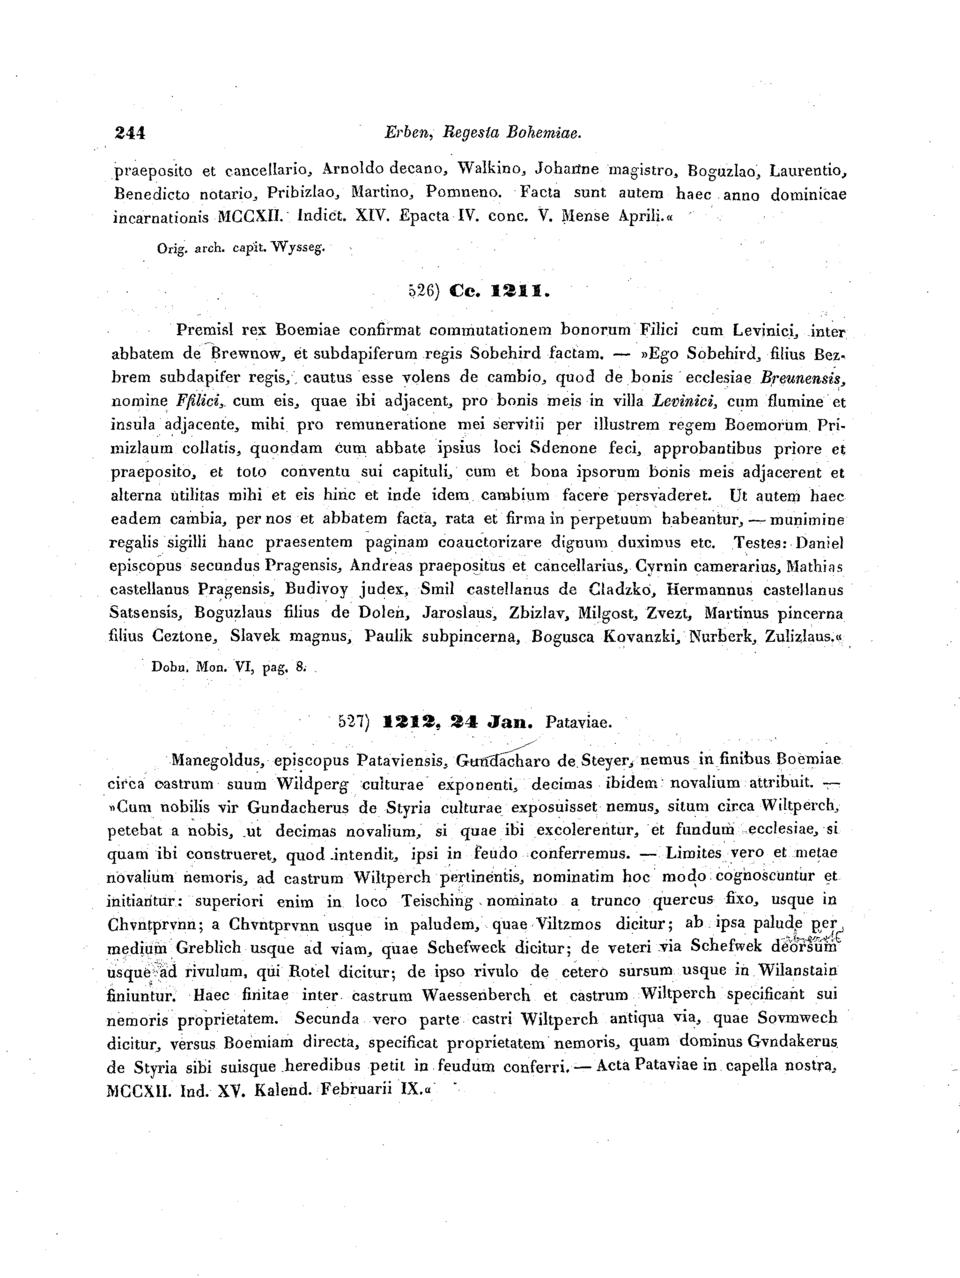 244 Erben, Regesta Bohemiae.
praeposito et cancellario, Arnoldo decano, Walkino, Johanne magistro, Boguzlao, Laurentio,
Benedicto notario, Pribizlao, Martino, Pomneno. Facta sunt autem haec anno dominicae
incarnationis MCCXII. Indict. XIV. Epacta IV. conc. V. Mense Aprili.«
Orig. arch. capit. Wysseg.
526) Cc. 1211.
Premisl rex Boemiae confirmat commutationem bonorum Filici cum Levinici, inter
abbatem de Brewnow, et subdapiferum regis Sobehird factam. — »Ego Sobehird, filius Bez-
brem subdapifer regis, cautus esse volens de cambio, quod de bonis ecclesiae Breunensis,
nomine Ffilici, cum eis, quae ibi adjacent, pro bonis meis in villa Levinici, cum flumine et
insula adjacente, mihi pro remuneratione mei servitii per illustrem regem Boemorum Pri-
mizlaum collatis, quondam cum abbate ipsius loci Sdenone feci, approbantibus priore et
praeposito, et toto conventu sui capituli, cum et bona ipsorum bonis meis adjacerent et
alterna utilitas mihi et eis hinc et inde idem cambium facere persvaderet. Ut autem haec
eadem cambia, per nos et abbatem facta, rata et firma in perpetuum habeantur, — munimine
regalis sigilli hanc praesentem paginam coauctorizare dignum duximus etc. Testes: Daniel
episcopus secundus Pragensis, Andreas praepositus et cancellarius, Cyrnin camerarius, Mathias
castellanus Pragensis, Budivoy judex, Smil castellanus de Cladzko, Hermannus castellanus
Satsensis, Boguzlaus filius de Dolen, Jaroslaus, Zbizlav, Milgost, Zvezt, Martinus pincerna
filius Ceztone, Slavek magnus, Paulik subpincerna, Bogusca Kovanzki, Nurberk, Zulizlaus.«
Dobn. Mon. VI, pag. 8.
527) 1212, 24 Jan. Pataviae.
Manegoldus, episcopus Pataviensis, Gundacharo de Steyer, nemus in finibus Boemiae
circa castrum suum Wildperg culturae exponenti, decimas ibidem novalium attribuit. —
»Cum nobilis vir Gundacherus de Styria culturae exposuisset nemus, situm circa Wiltperch,
petebat a nobis, ut decimas novalium, si quae ibi excolerentur, et fundum ecclesiae, si
quam ibi construeret, quod intendit, ipsi in feudo conferremus. — Limites vero et metae
novalium nemoris, ad castrum Wiltperch pertinentis, nominatim hoc modo cognoscuntur et
initiantur: superiori enim in loco Teisching nominato a trunco quercus fixo, usque in
Chvntprvnn; a Chvntprvnn usque in paludem, quae Viltzmos dicitur; ab ipsa palude per
medium Greblich usque ad viam, quae Schefweck dicitur; de veteri via Schefwek deorsum
usque ad rivulum, qui Rotel dicitur; de ipso rivulo de cetero sursum usque in Wilanstain
finiuntur. Haec finitae inter castrum Waessenberch et castrum Wiltperch specificant sui
nemoris proprietatem. Secunda vero parte castri Wiltperch antiqua via, quae Sovmwech
dicitur, versus Boemiam directa, specificat proprietatem nemoris, quam dominus Gvndakerus
de Styria sibi suisque heredibus petit in feudum conferri. — Acta Pataviae in capella nostra,
MCCXII. Ind. XV. Kalend. Februarii IX.«